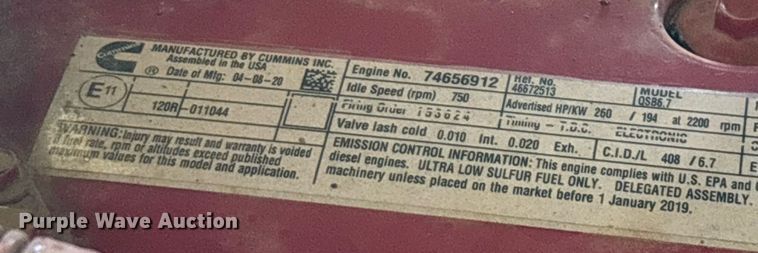 Cummins
MANUFACTURED BY CUMMINS INC.
Assembled in the USA
® Date of Mfg: 04-08-20
E11
120R-011044
WARNING: Injury may result and warranty is voided
if fuel rate, rpm or altitudes exceed published
maximum values for this model and application.
Engine No. 74656912
Idle Speed (rpm) 750
Firing Order 153624
Valve lash cold 0.010 Int. 0.020 Exh.
Ref. No.
46672513
MODEL
QSB6.7
Advertised HP/KW 260 / 194 at 2200 rpm
Timing - T.D.C. ELECTRONIC
C.I.D./L 408 / 6.7
EMISSION CONTROL INFORMATION: This engine complies with U.S. EPA and
diesel engines. ULTRA LOW SULFUR FUEL ONLY. DELEGATED ASSEMBLY.
machinery unless placed on the market before 1 January 2019.
Purple Wave Auction